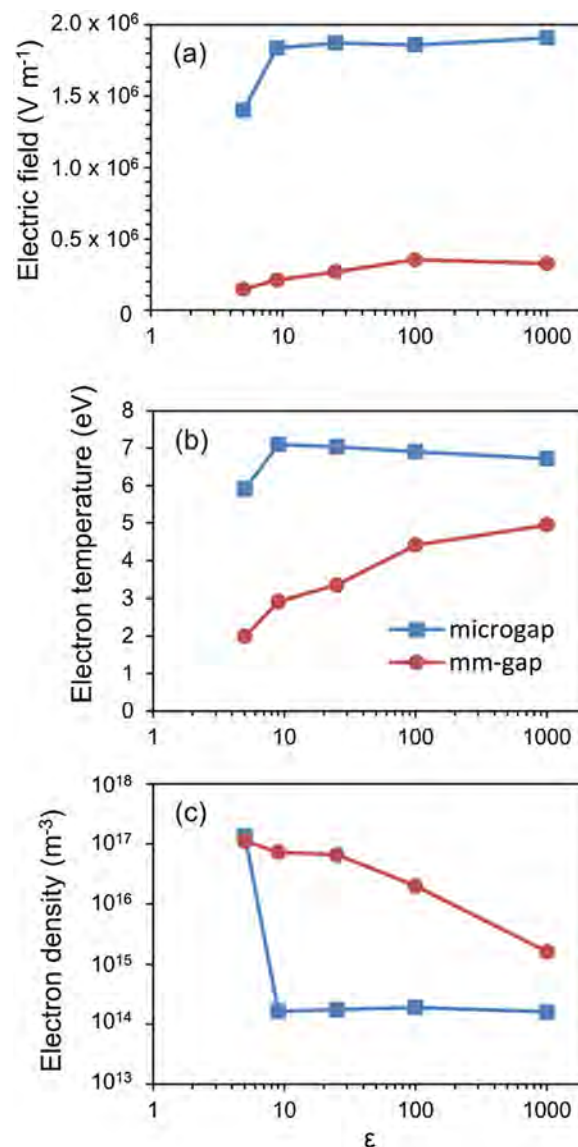 2.0 x 10⁶
(a)
1.5 x 10⁶
1.0 x 10⁶
0.5 x 10⁶
0
Electric field (V m⁻¹)
1 10 100 1000
8
(b)
7
6
5
4
3
2
1
0
Electron temperature (eV)
microgap
mm-gap
1 10 100 1000
10¹⁸
(c)
10¹⁷
10¹⁶
10¹⁵
10¹⁴
10¹³
Electron density (m⁻³)
1 10 100 1000
ε